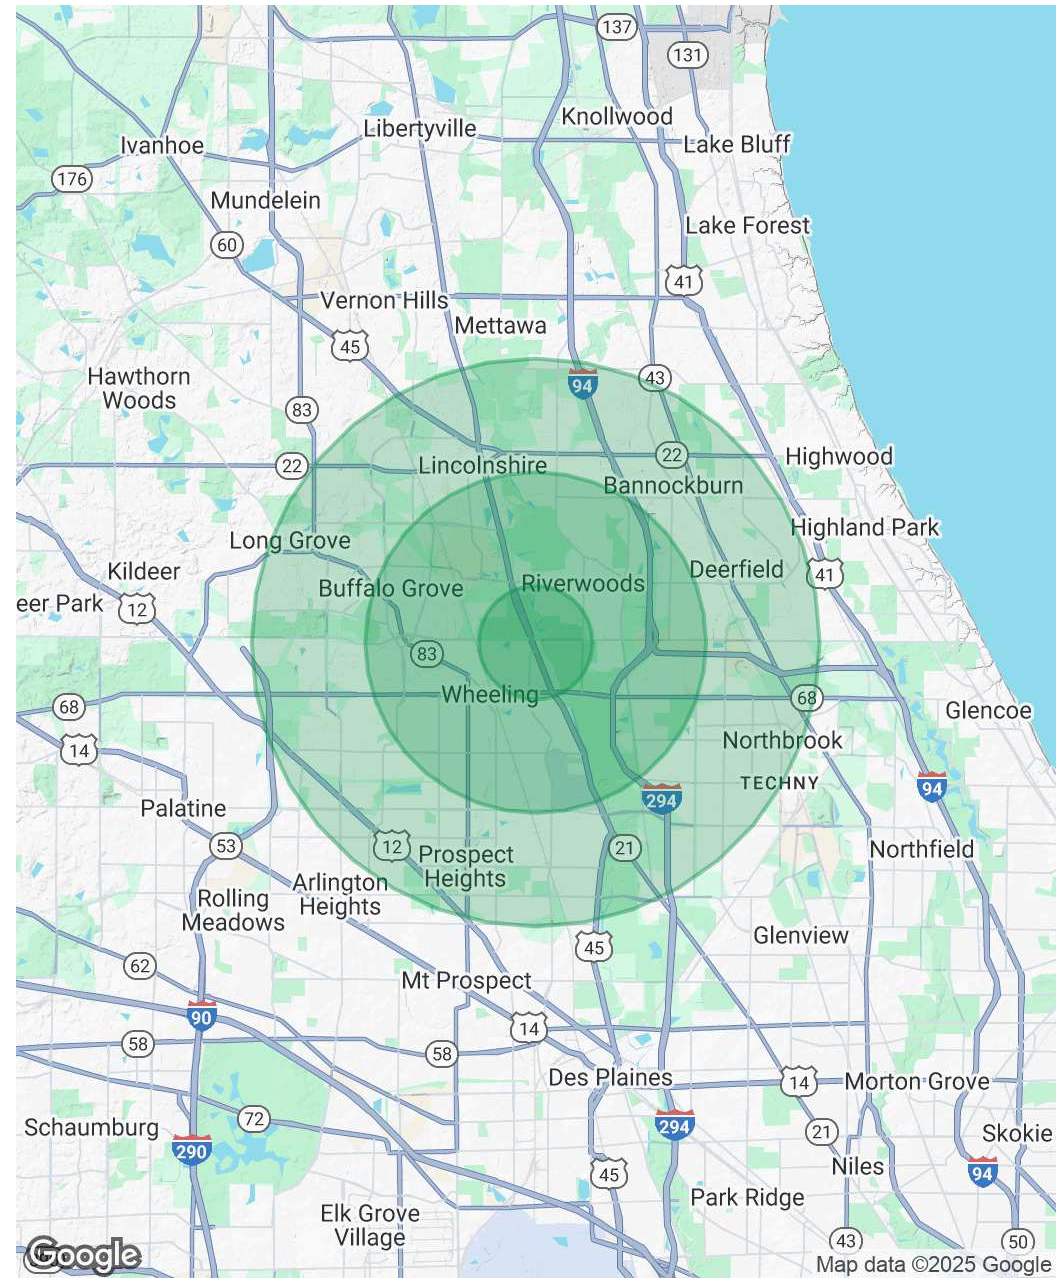 137
131
Knollwood
Libertyville
Ivanhoe
Lake Bluff
176
Mundelein
Lake Forest
60
41
Vernon Hills
Mettawa
45
Hawthorn
Woods
94
43
83
22
Highwood
22
Lincolnshire
Bannockburn
Highland Park
Long Grove
Kildeer
Deerfield
41
Riverwoods
Buffalo Grove
eer Park
12
83
Wheeling
68
68
Glencoe
14
Northbrook
TECHNY
94
294
Palatine
53
12
21
Northfield
Prospect
Heights
Arlington
Heights
Rolling
Meadows
Glenview
45
62
Mt Prospect
90
14
58
58
Des Plaines
14
Morton Grove
72
Schaumburg
294
21
Skokie
290
Niles
94
45
Park Ridge
Elk Grove
Village
43
50
Google
Map data ©2025 Google